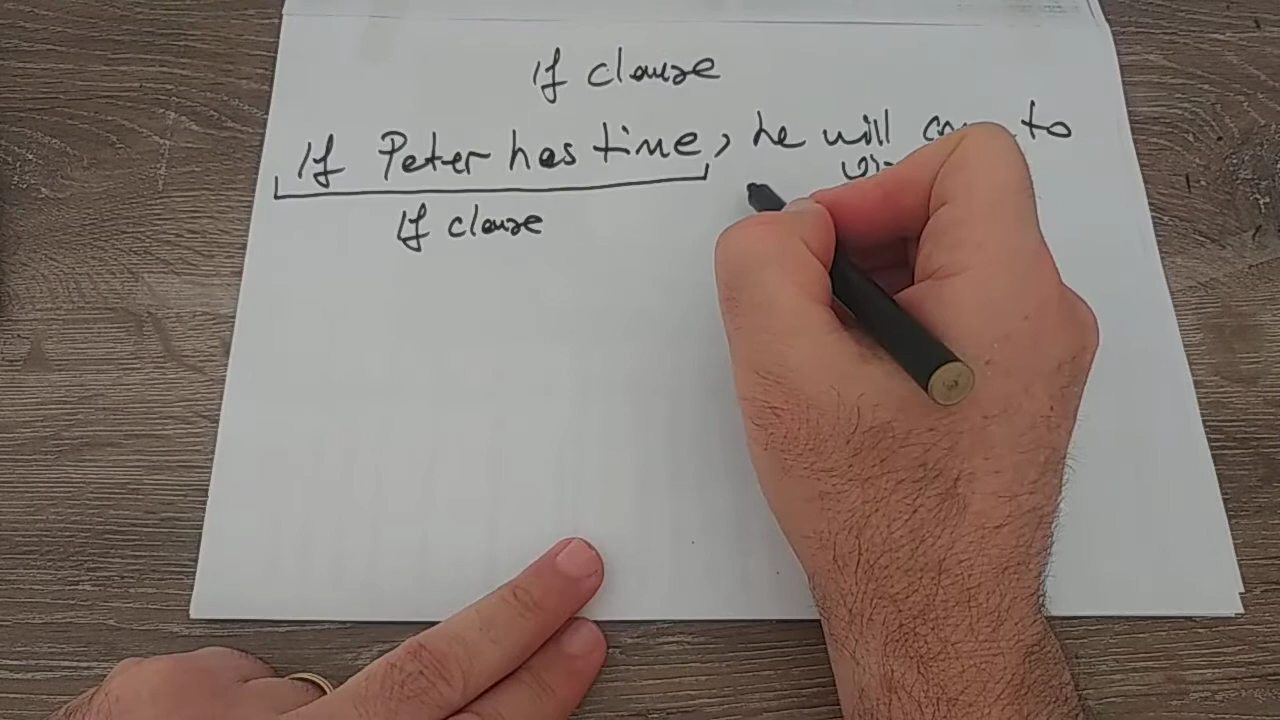 If clause
If Peter has time, he will to
If clause